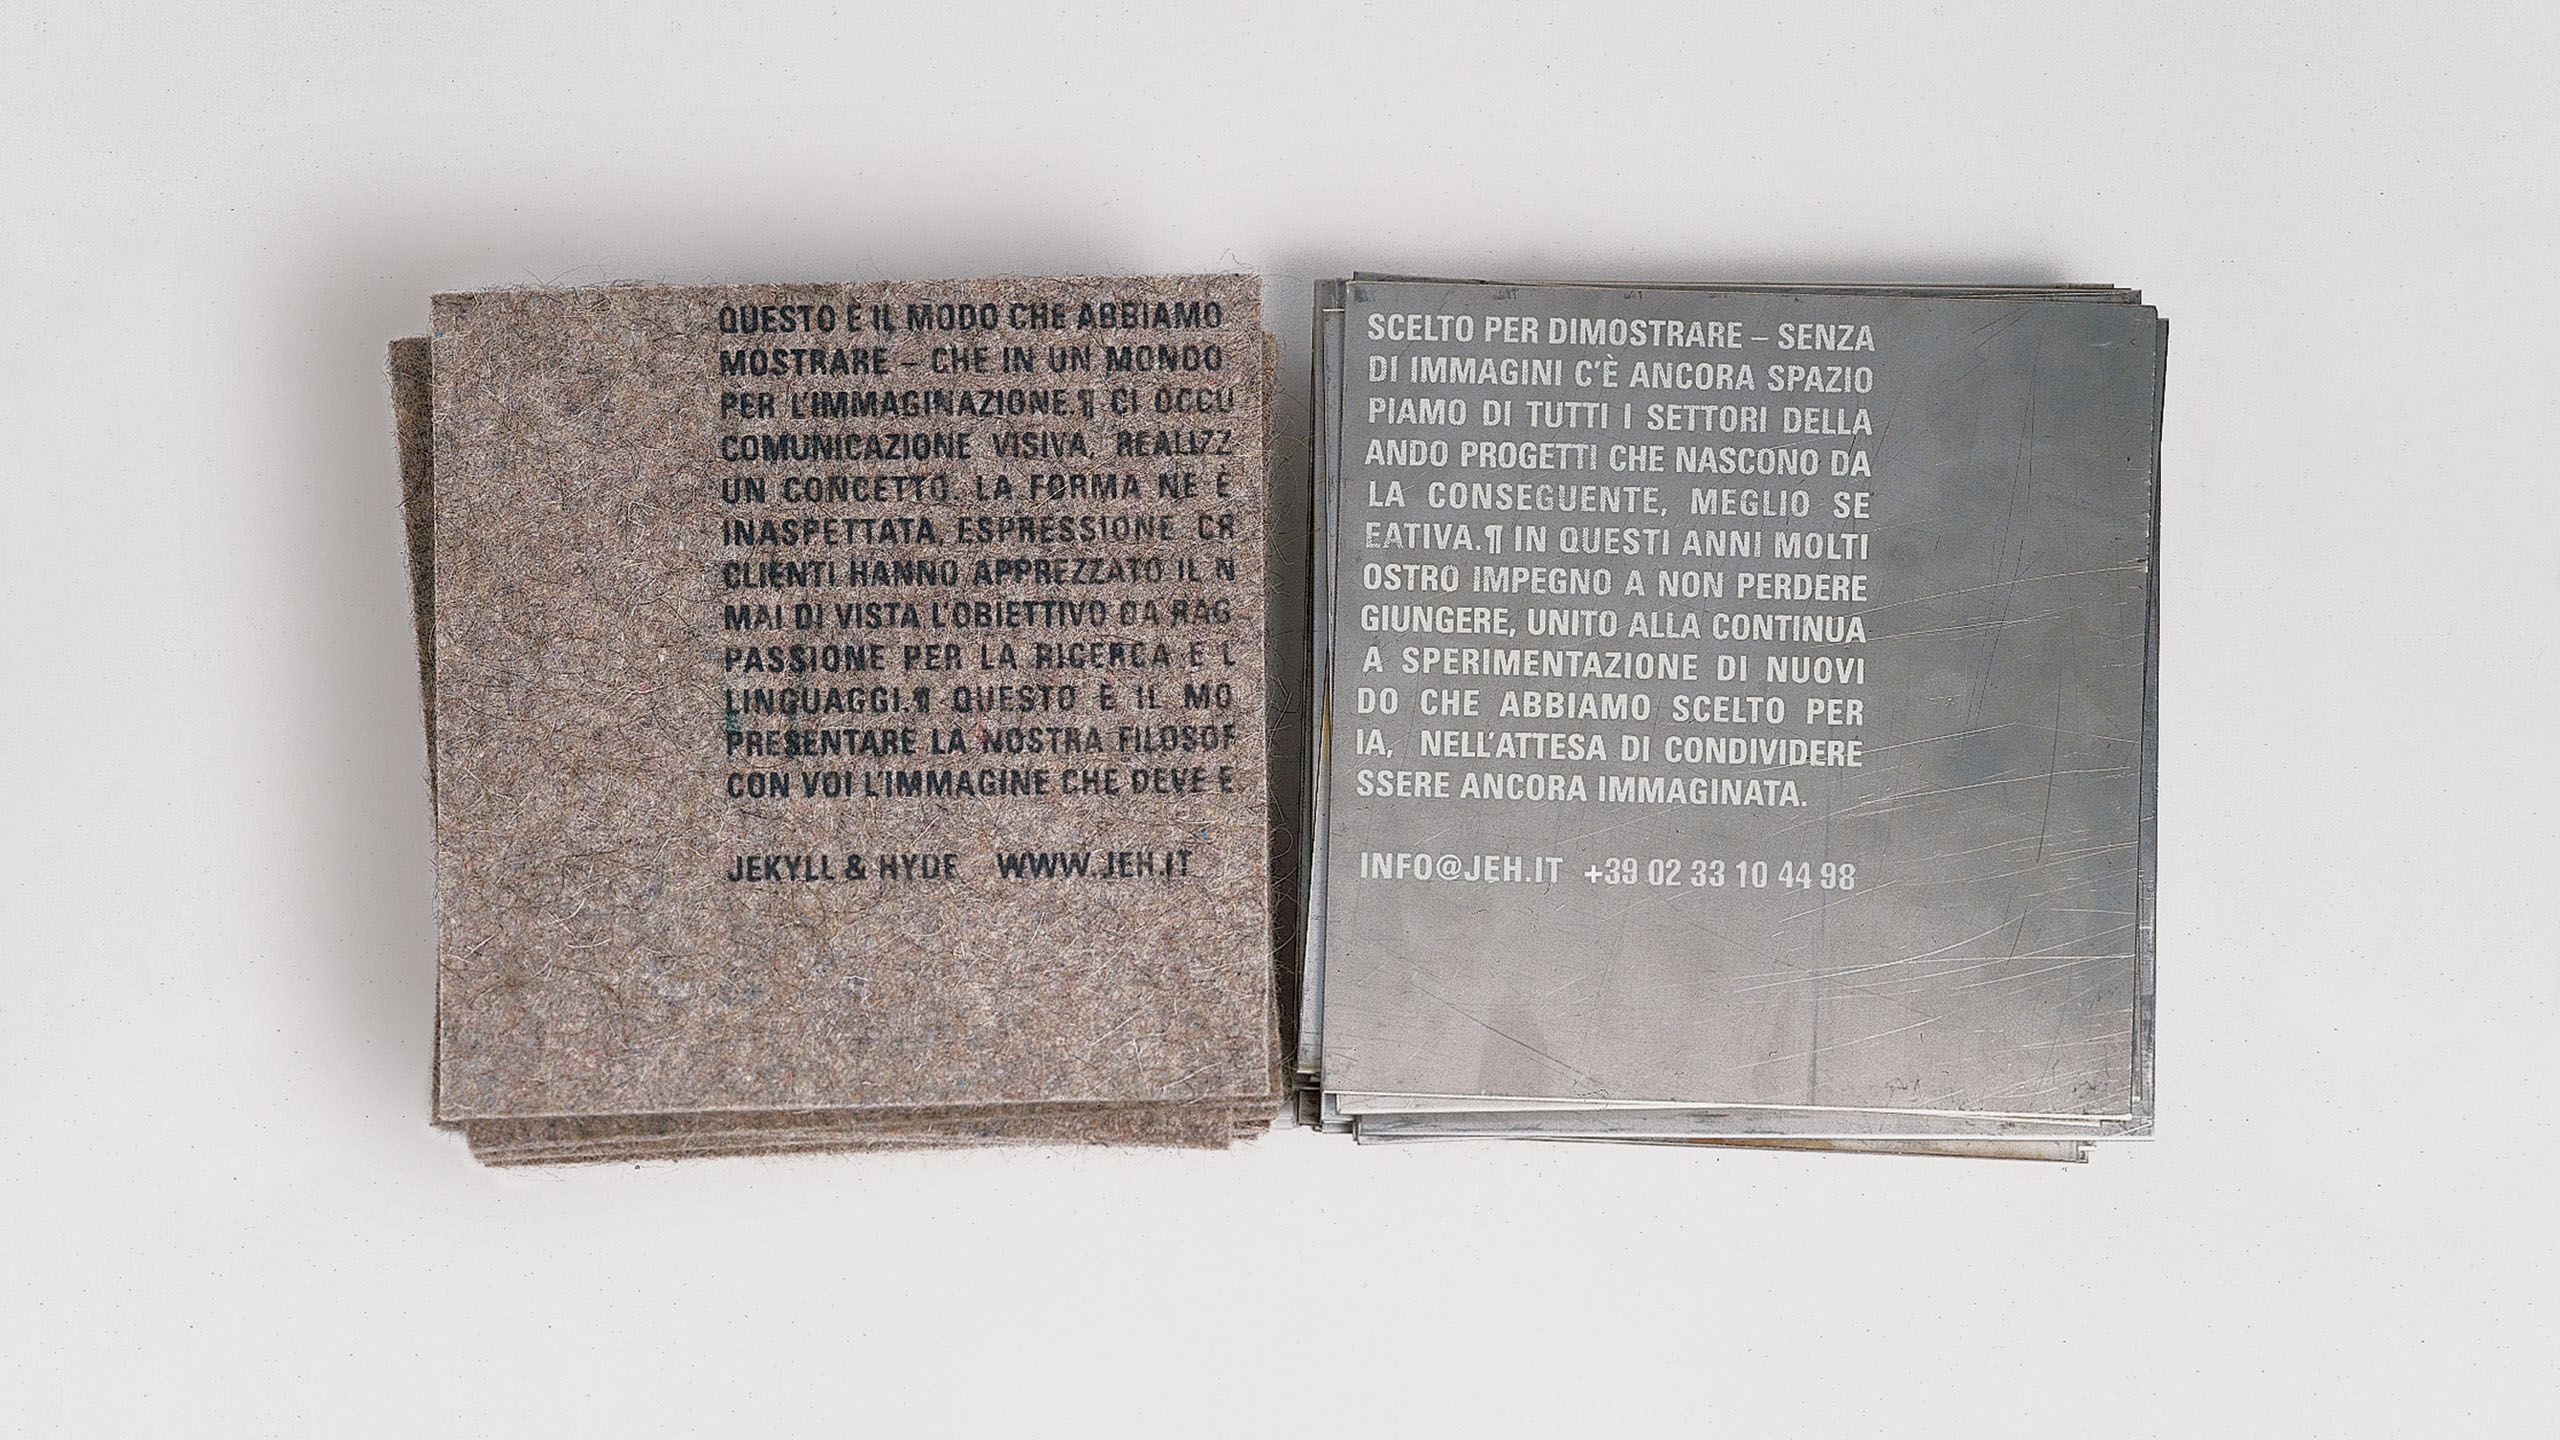 QUESTO È IL MODO CHE ABBIAMO SCELTO PER DIMOSTRARE – SENZA
MOSTRARE – CHE IN UN MONDO DI IMMAGINI C'È ANCORA SPAZIO
PER L'IMMAGINAZIONE.¶ CI OCCU PIAMO DI TUTTI I SETTORI DELLA
COMUNICAZIONE VISIVA, REALIZZ ANDO PROGETTI CHE NASCONO DA
UN CONCETTO. LA FORMA NE È LA CONSEGUENTE, MEGLIO SE
INASPETTATA, ESPRESSIONE CR EATIVA.¶ IN QUESTI ANNI MOLTI
CLIENTI HANNO APPREZZATO IL N OSTRO IMPEGNO A NON PERDERE
MAI DI VISTA L'OBIETTIVO DA RAG GIUNGERE, UNITO ALLA CONTINUA
PASSIONE PER LA RICERCA E L A SPERIMENTAZIONE DI NUOVI
LINGUAGGI.¶ QUESTO È IL MO DO CHE ABBIAMO SCELTO PER
PRESENTARE LA NOSTRA FILOSOF IA, NELL'ATTESA DI CONDIVIDERE
CON VOI L'IMMAGINE CHE DEVE E SSERE ANCORA IMMAGINATA.
JEKYLL & HYDE WWW.JEH.IT INFO@JEH.IT +39 02 33 10 44 98